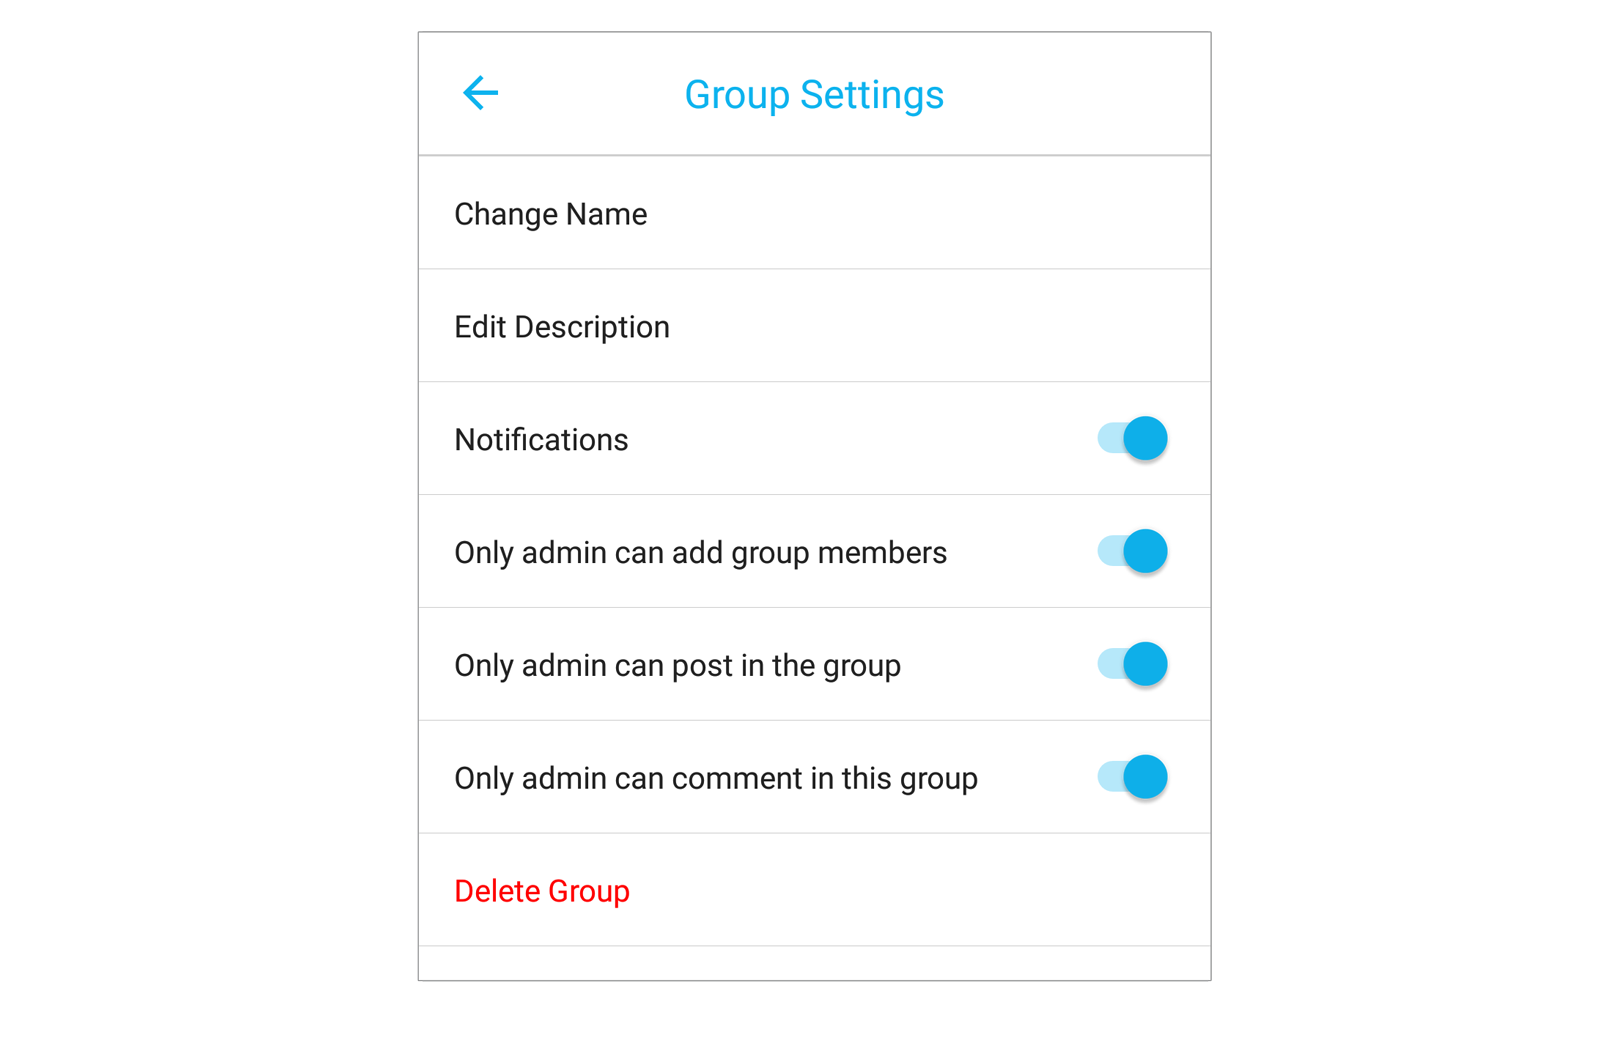 Group Settings
Change Name
Edit Description
Notifications
Only admin can add group members
Only admin can post in the group
Only admin can comment in this group
Delete Group